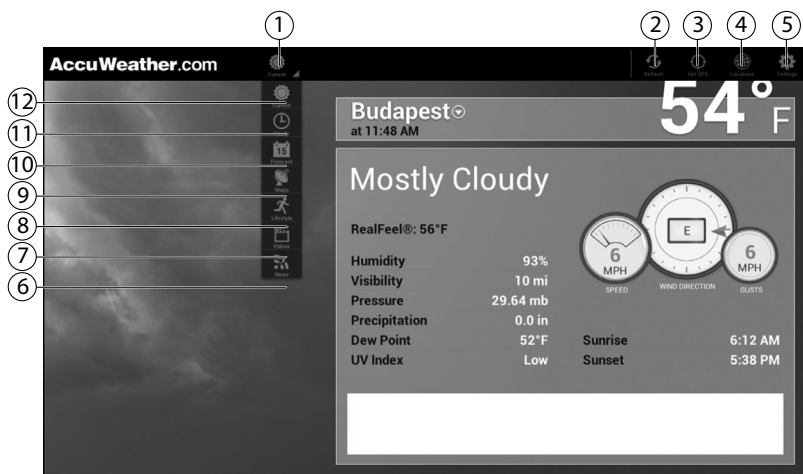 1 2 3 4 5
AccuWeather.com Current Refresh Get GPS Locations Settings
12 Current
11
10 15 Forecast
9 Maps
8 Lifestyle
7 Videos
6 News
Budapest 54°F
at 11:48 AM
Mostly Cloudy
RealFeel®: 56°F
Humidity 93%
Visibility 10 mi
Pressure 29.64 mb
Precipitation 0.0 in
Dew Point 52°F
UV Index Low
6 MPH SPEED
E WIND DIRECTION
6 MPH GUSTS
Sunrise 6:12 AM
Sunset 5:38 PM